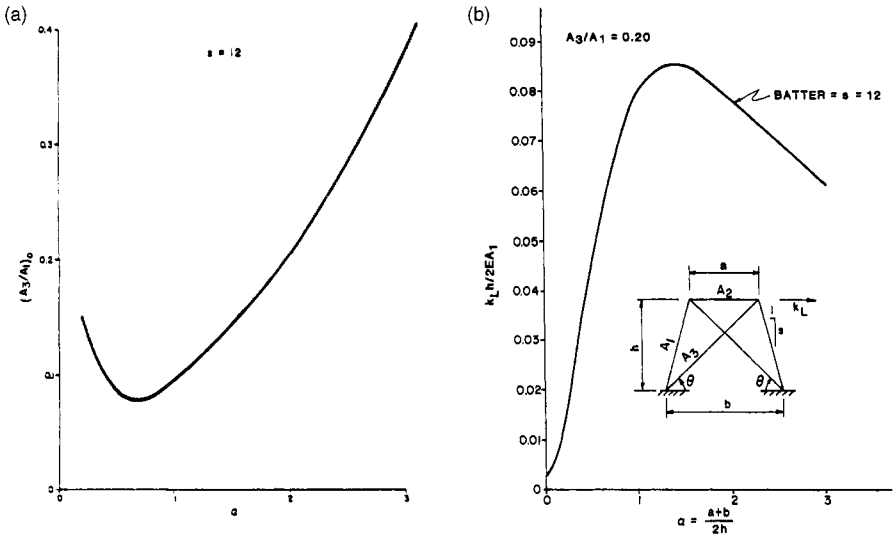 (a)
0.4
s = 12
0.3
0.2
0
(A3/A1)o
0
1
2
3
α
(b)
A3/A1 = 0.20
0.09
0.08
0.07
0.06
0.05
0.04
0.03
0.02
0.01
0
kLh/2EA1
BATTER = s = 12
a
A2
kL
1
s
h
A1
A3
θ
θ
b
0
1
2
3
α = a+b
2h